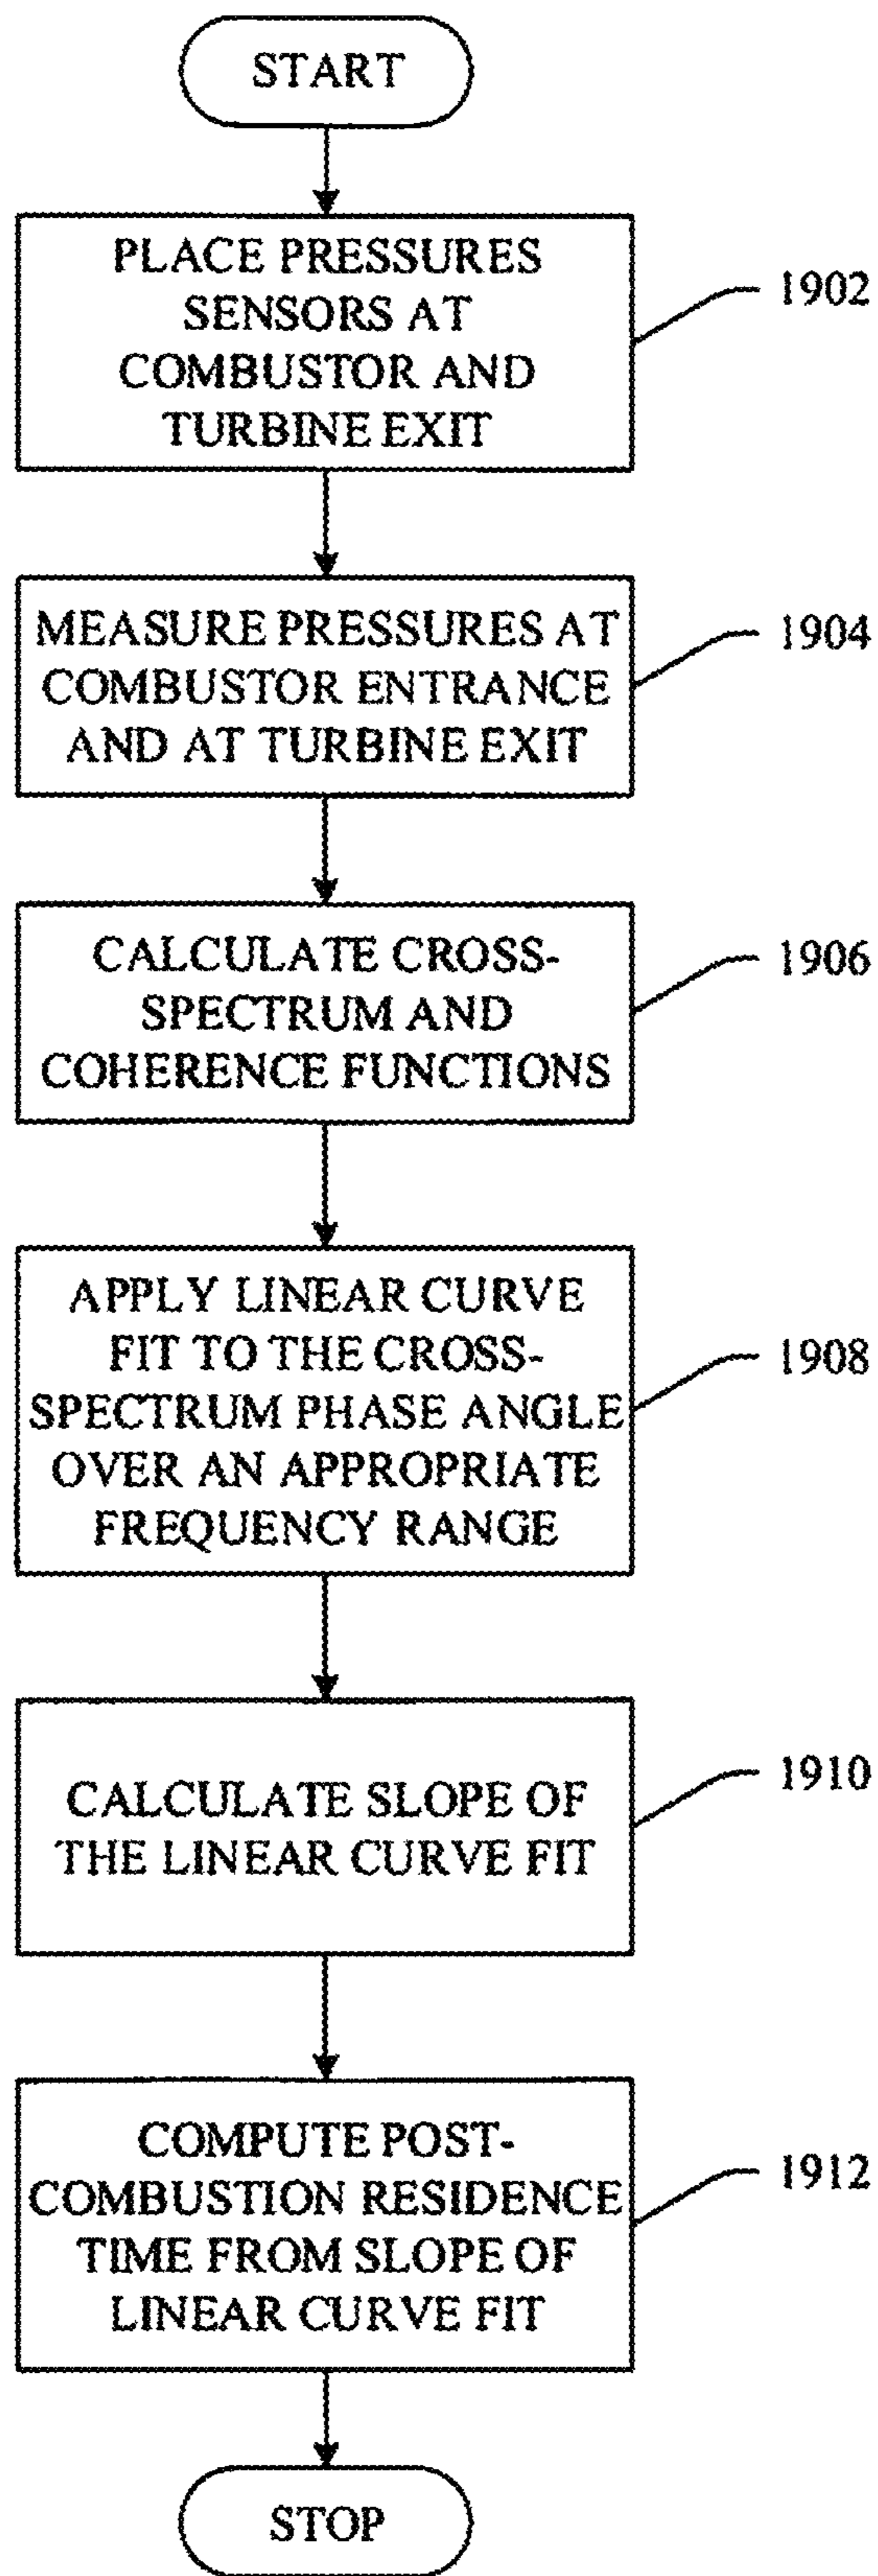 START
PLACE PRESSURES
SENSORS AT
COMBUSTOR AND
TURBINE EXIT
1902
MEASURE PRESSURES AT
COMBUSTOR ENTRANCE
AND AT TURBINE EXIT
1904
CALCULATE CROSS-
SPECTRUM AND
COHERENCE FUNCTIONS
1906
APPLY LINEAR CURVE
FIT TO THE CROSS-
SPECTRUM PHASE ANGLE
OVER AN APPROPRIATE
FREQUENCY RANGE
1908
CALCULATE SLOPE OF
THE LINEAR CURVE FIT
1910
COMPUTE POST-
COMBUSTION RESIDENCE
TIME FROM SLOPE OF
LINEAR CURVE FIT
1912
STOP